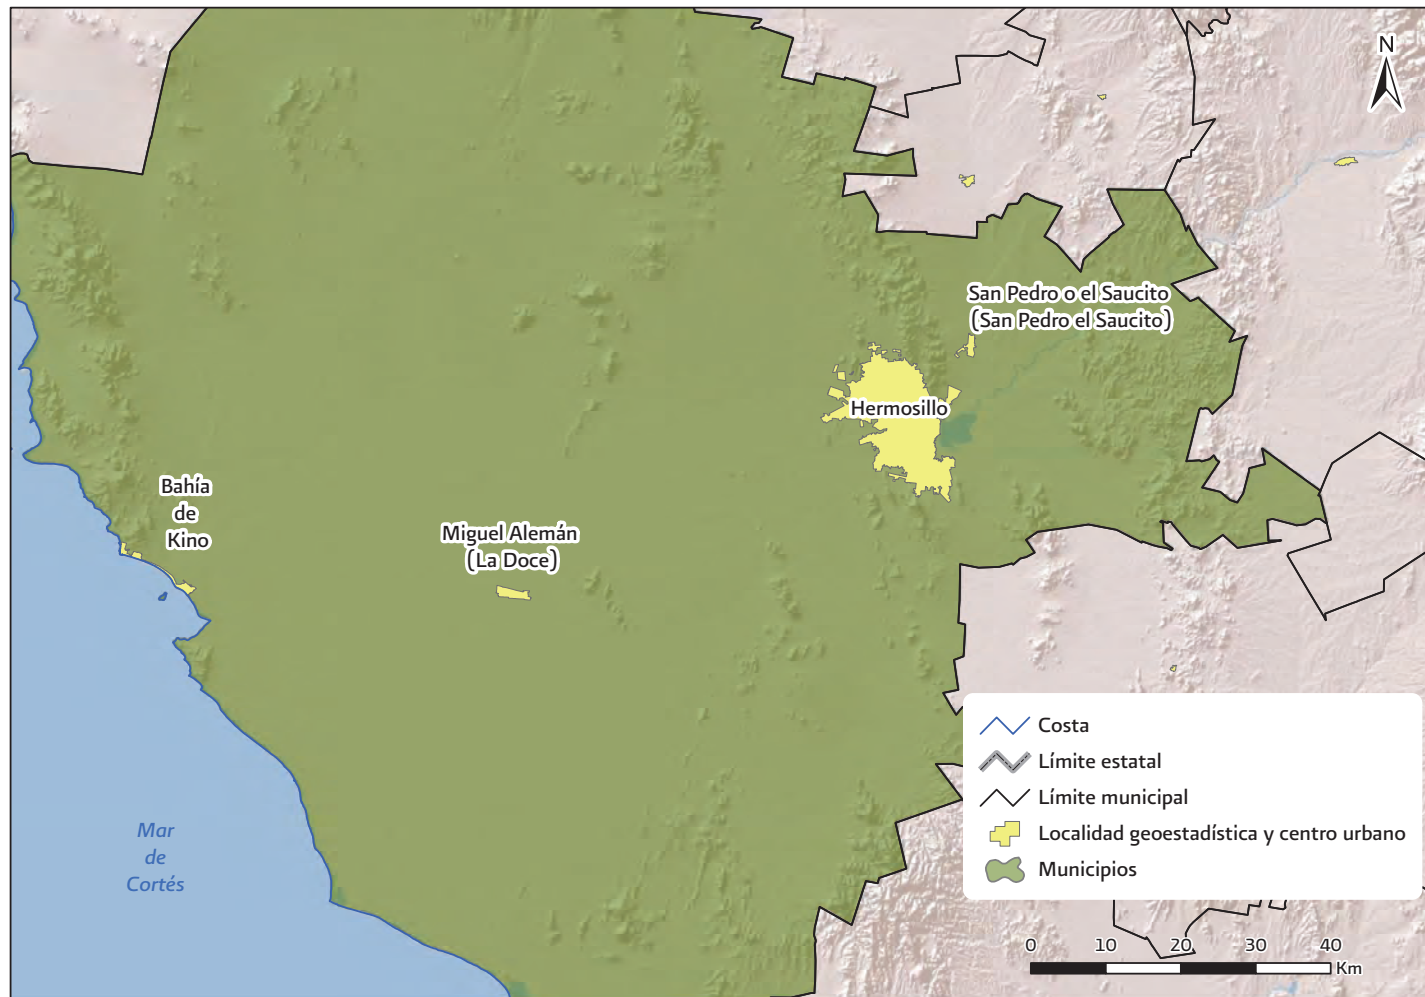 N
San Pedro o el Saucito
(San Pedro el Saucito)
Hermosillo
Bahía
de
Kino
Miguel Alemán
(La Doce)
Mar
de
Cortés
Costa
Límite estatal
Límite municipal
Localidad geoestadística y centro urbano
Municipios
0 10 20 30 40
Km